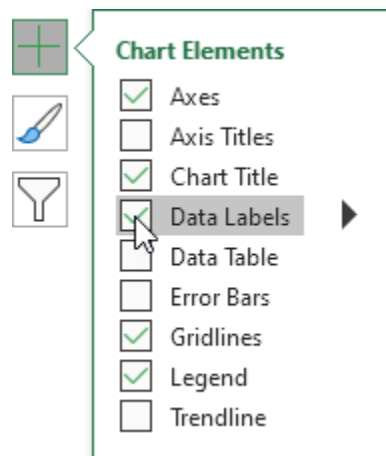 Chart Elements
Axes
Axis Titles
Chart Title
Data Labels
Data Table
Error Bars
Gridlines
Legend
Trendline